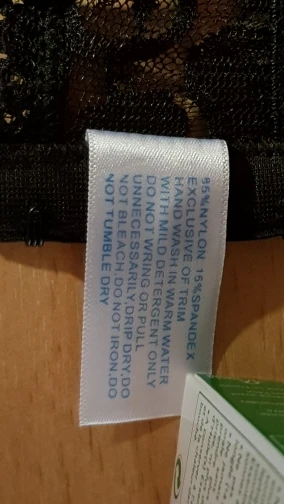 85%NYLON 15%SPANDEX
EXCLUSIVE OF TRIM
HAND WASH IN WARM WATER
WITH MILD DETERGENT ONLY
DO NOT WRING OR PULL
UNNECESSARILY.DRIP DRY.DO
NOT BLEACH.DO NOT IRON.DO
NOT TUMBLE DRY